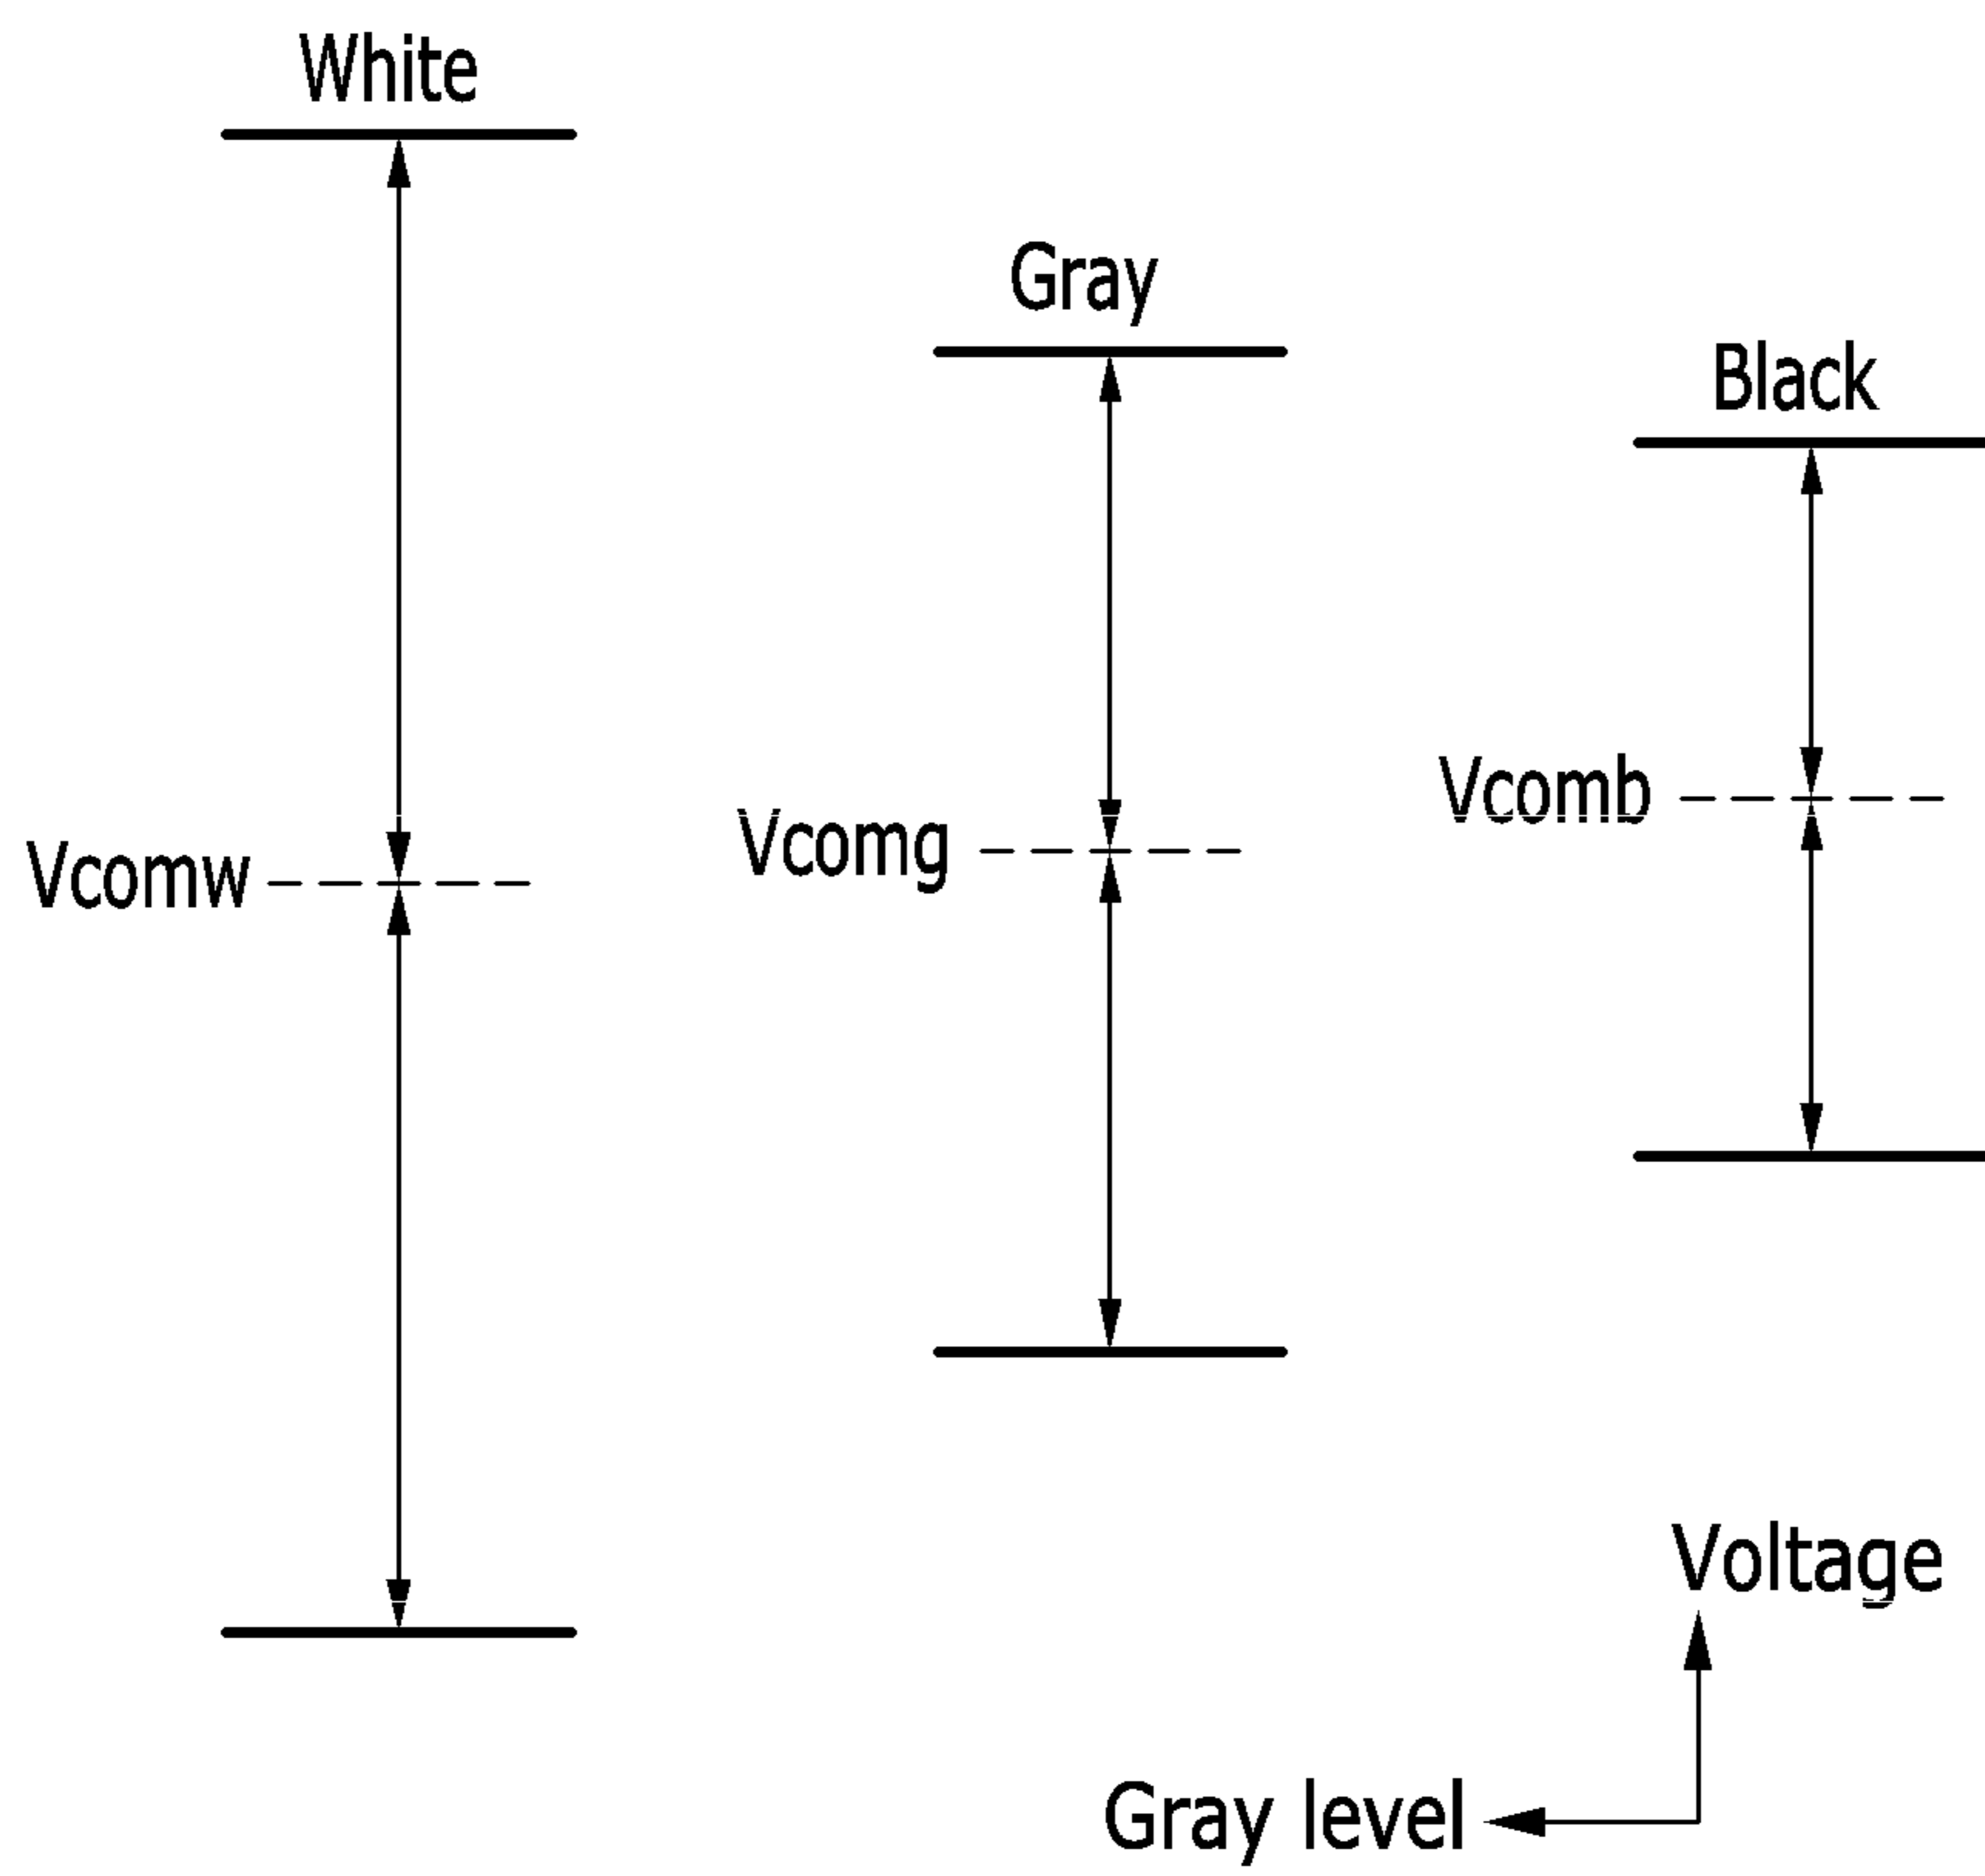 White
Gray
Black
Vcomb
Vcomg
Vcomw
Voltage
Gray level